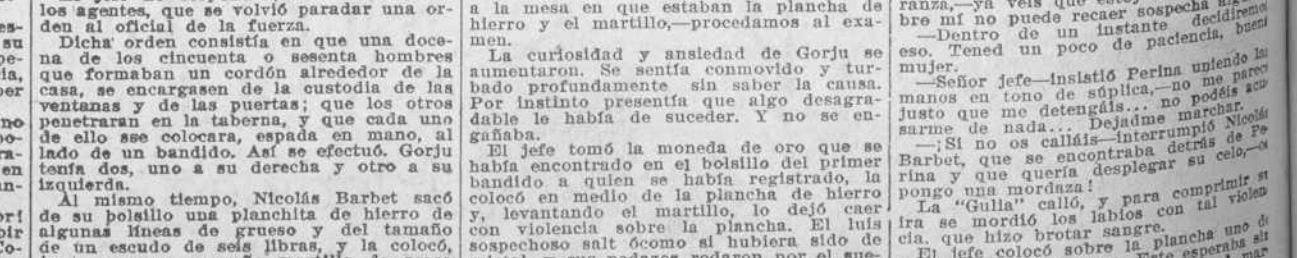 los agentes, que se volvió paradar una or-
den al oficial de la fuerza.
Dicha orden consistía en que una doce-
na de los cincuenta o sesenta hombres
que formaban un cordón alrededor de la
casa, se encargasen de la custodia de las
ventanas y de las puertas; que los otros
penetraran en la taberna, y que cada uno
de ello sse colocara, espada en mano, al
lado de un bandido. Así se efectuó. Gorju
tenía dos, uno a su derecha y otro a su
izquierda.
Al mismo tiempo, Nicolás Barbet sacó
de su bolsillo una planchita de hierro de
algunas líneas de grueso y del tamaño
de un escudo de seis libras, y la colocó,
a la mesa en que estaban la plancha de
hierro y el martillo,—procedamos al exa-
men.
La curiosidad y ansiedad de Gorju se
aumentaron. Se sentía conmovido y tur-
bado profundamente sin saber la causa.
Por instinto presentía que algo desagra-
dable le había de suceder. Y no se en-
gañaba.
El jefe tomó la moneda de oro que se
había encontrado en el bolsillo del primer
bandido a quien se había registrado, la
colocó en medio de la plancha de hierro
y, levantando el martillo, lo dejó caer
con violencia sobre la plancha. El luis
sospechoso salt ócomo si hubiera sido de
ranza,—ya veis que
bre mí no puede recaer sospecha
—Dentro de un instante decidiremos
eso. Tened un poco de paciencia, buena
mujer.
—Señor jefe—insistió Perina uniendo las
manos en tono de súplica,—no me parece
justo que me detengáis... no podéis acu-
sarme de nada... Dejadme marchar.
—¡Si no os calláis—interrumpió Nicolás
Barbet, que se encontraba detrás de Pe-
rina y que quería desplegar su celo,—os
pongo una mordaza!
La "Gulia" calló, y para comprimir su
ira se mordió los labios con tal violen
cia, que hizo brotar sangre.
El jefe colocó sobre la plancha uno de